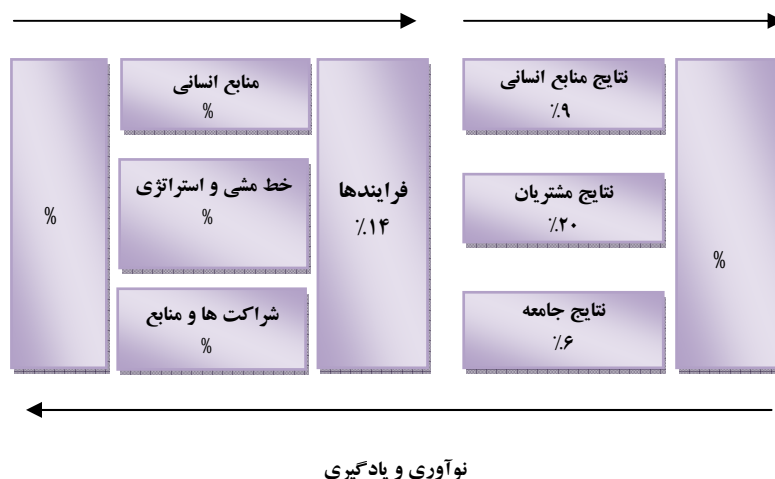 %
منابع انسانی
%
خط مشی و استراتژی
%
شراکت ها و منابع
%
فرایندها
٪۱۴
نتایج منابع انسانی
٪۹
نتایج مشتریان
٪۲۰
نتایج جامعه
٪۶
%
نوآوری و یادگیری